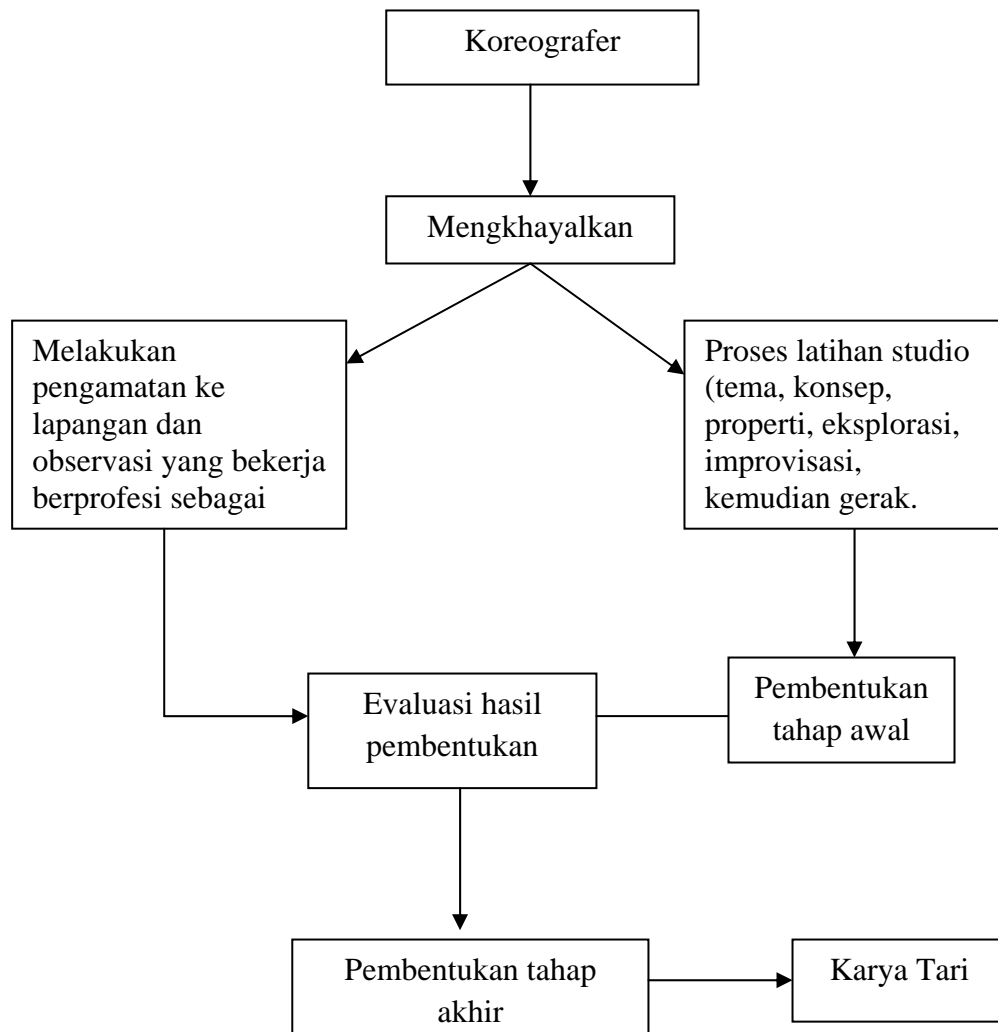 Koreografer
Mengkhayalkan
Melakukan
pengamatan ke
lapangan dan
observasi yang bekerja
berprofesi sebagai
Proses latihan studio
(tema, konsep,
properti, eksplorasi,
improvisasi,
kemudian gerak.
Evaluasi hasil
pembentukan
Pembentukan
tahap awal
Pembentukan tahap
akhir
Karya Tari